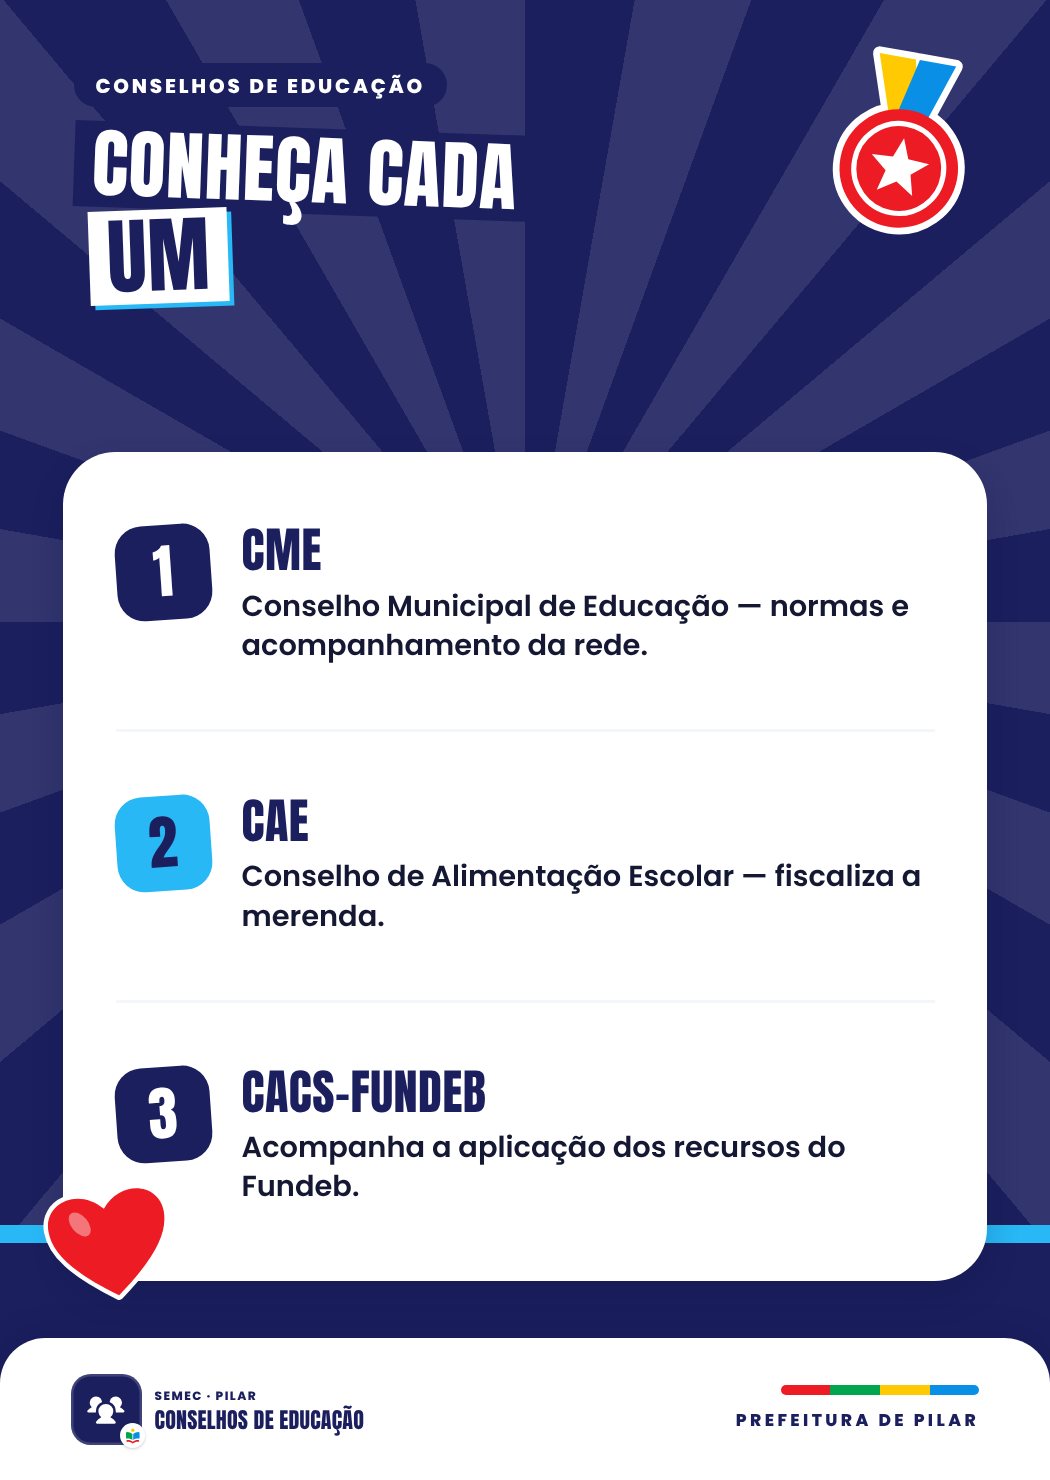 CONSELHOS DE EDUCAÇÃO
CONHEÇA CADA
UM
1
CME
Conselho Municipal de Educação — normas e
acompanhamento da rede.
2
CAE
Conselho de Alimentação Escolar — fiscaliza a
merenda.
3
CACS-FUNDEB
Acompanha a aplicação dos recursos do
Fundeb.
SEMEC · PILAR
CONSELHOS DE EDUCAÇÃO
PREFEITURA DE PILAR